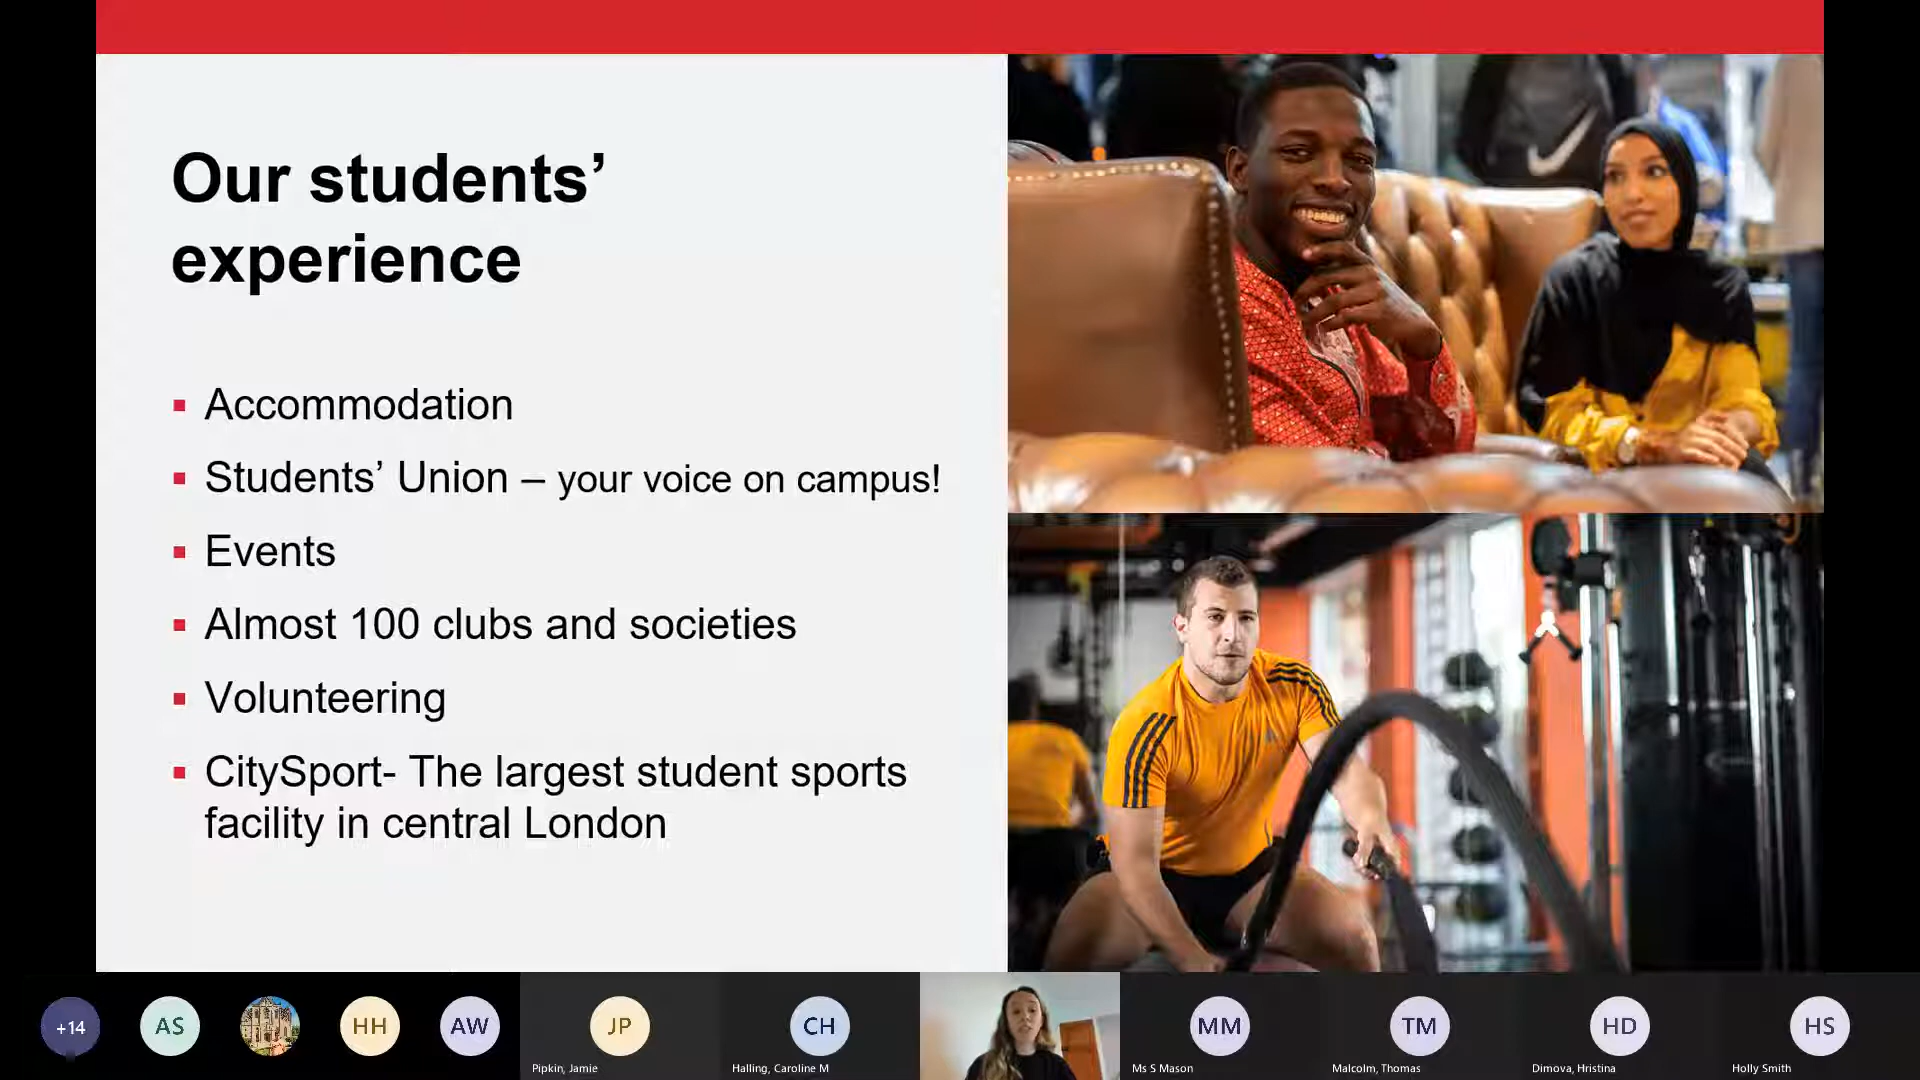 Our students’
experience
Accommodation
Students’ Union – your voice on campus!
Events
Almost 100 clubs and societies
Volunteering
CitySport- The largest student sports
facility in central London
+14
AS
HH
AW
JP
CH
MM
TM
HD
HS
Pipkin, Jamie
Halling, Caroline M
Ms S Mason
Malcolm, Thomas
Dimova, Hristina
Holly Smith